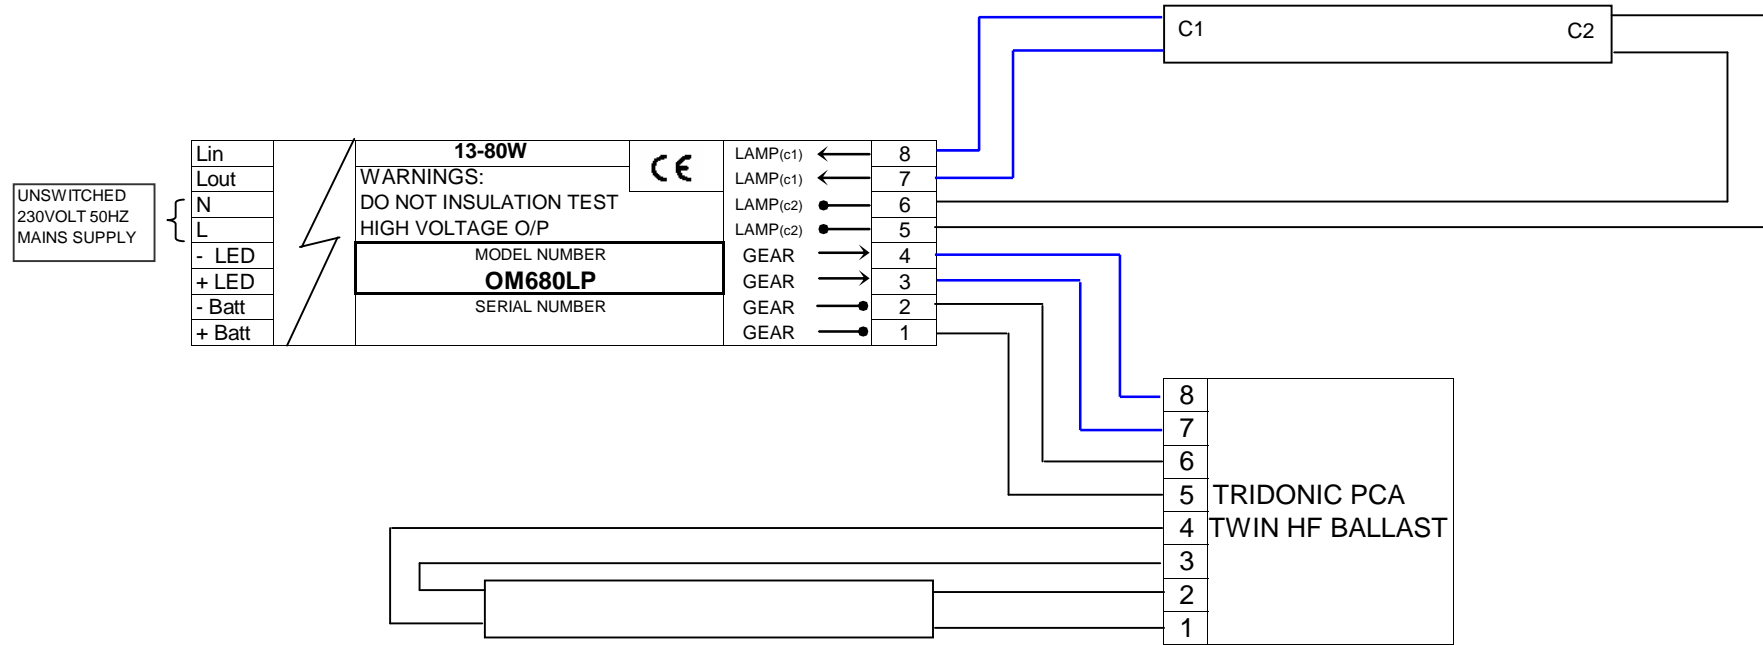 C1
C2
UNSWITCHED
230VOLT 50HZ
MAINS SUPPLY
Lin
Lout
N
L
- LED
+ LED
- Batt
+ Batt
13-80W
CE
WARNINGS:
DO NOT INSULATION TEST
HIGH VOLTAGE O/P
MODEL NUMBER
OM680LP
SERIAL NUMBER
LAMP(c1) 8
LAMP(c1) 7
LAMP(c2) 6
LAMP(c2) 5
GEAR 4
GEAR 3
GEAR 2
GEAR 1
8
7
6
5
4
3
2
1
TRIDONIC PCA
TWIN HF BALLAST